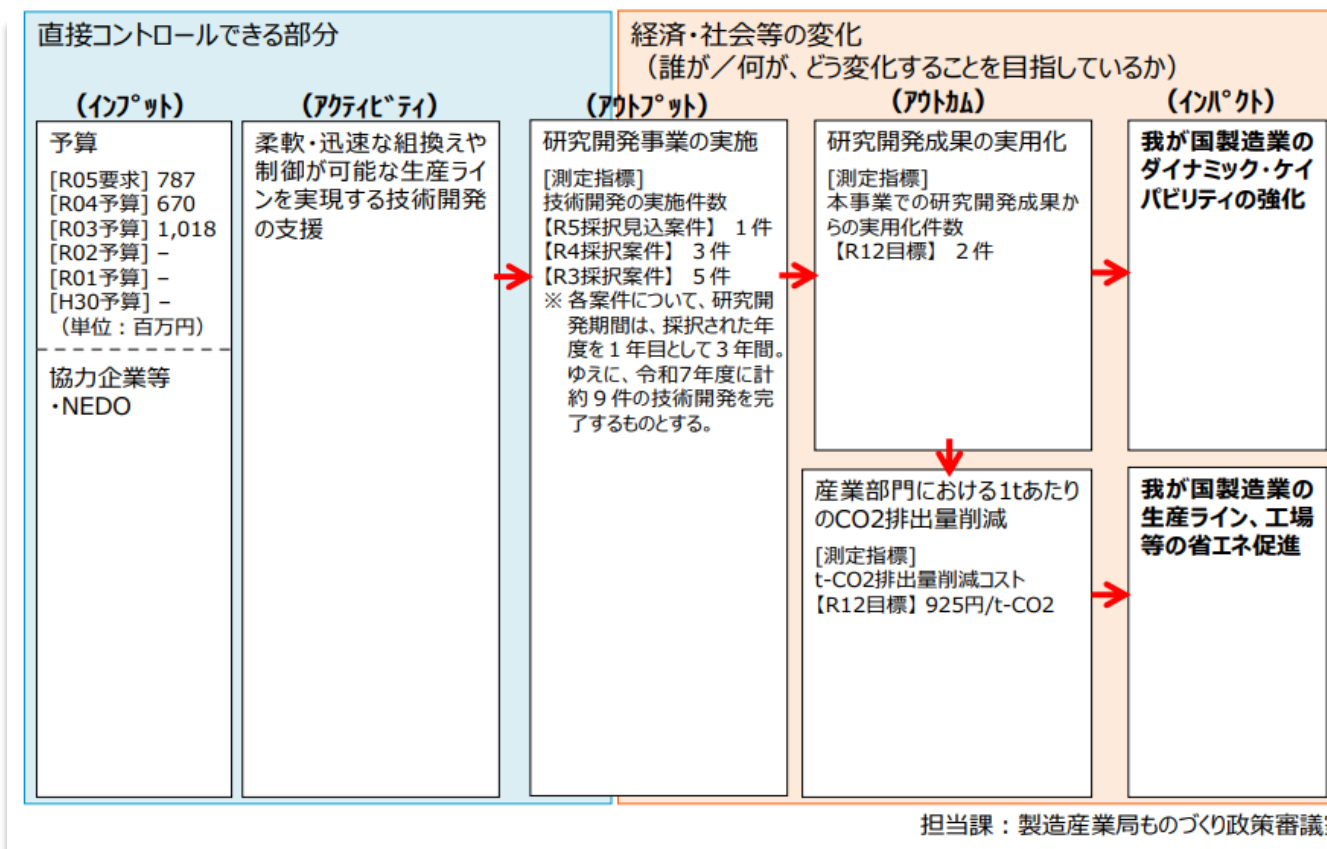 直接コントロールできる部分
経済・社会等の変化
（誰が／何が、どう変化することを目指しているか）
（ｲﾝﾌﾟｯﾄ）
（ｱｸﾃｨﾋﾞﾃｨ）
（ｱｳﾄﾌﾟｯﾄ）
（ｱｳﾄｶﾑ）
（ｲﾝﾊﾟｸﾄ）
予算
[R05要求] 787
[R04予算] 670
[R03予算] 1,018
[R02予算] –
[R01予算] –
[H30予算] –
（単位：百万円）
協力企業等
・NEDO
柔軟・迅速な組換えや
制御が可能な生産ライ
ンを実現する技術開発
の支援
研究開発事業の実施
[測定指標]
技術開発の実施件数
【R5採択見込案件】 1件
【R4採択案件】 3件
【R3採択案件】 5件
※ 各案件について、研究開
発期間は、採択された年
度を１年目として３年間。
ゆえに、令和7年度に計
約９件の技術開発を完
了するものとする。
研究開発成果の実用化
[測定指標]
本事業での研究開発成果か
らの実用化件数
【R12目標】 2件
産業部門における1tあたり
のCO2排出量削減
[測定指標]
t-CO2排出量削減コスト
【R12目標】925円/t-CO2
我が国製造業の
ダイナミック・ケイ
パビリティの強化
我が国製造業の
生産ライン、工場
等の省エネ促進
担当課：製造産業局ものづくり政策審議